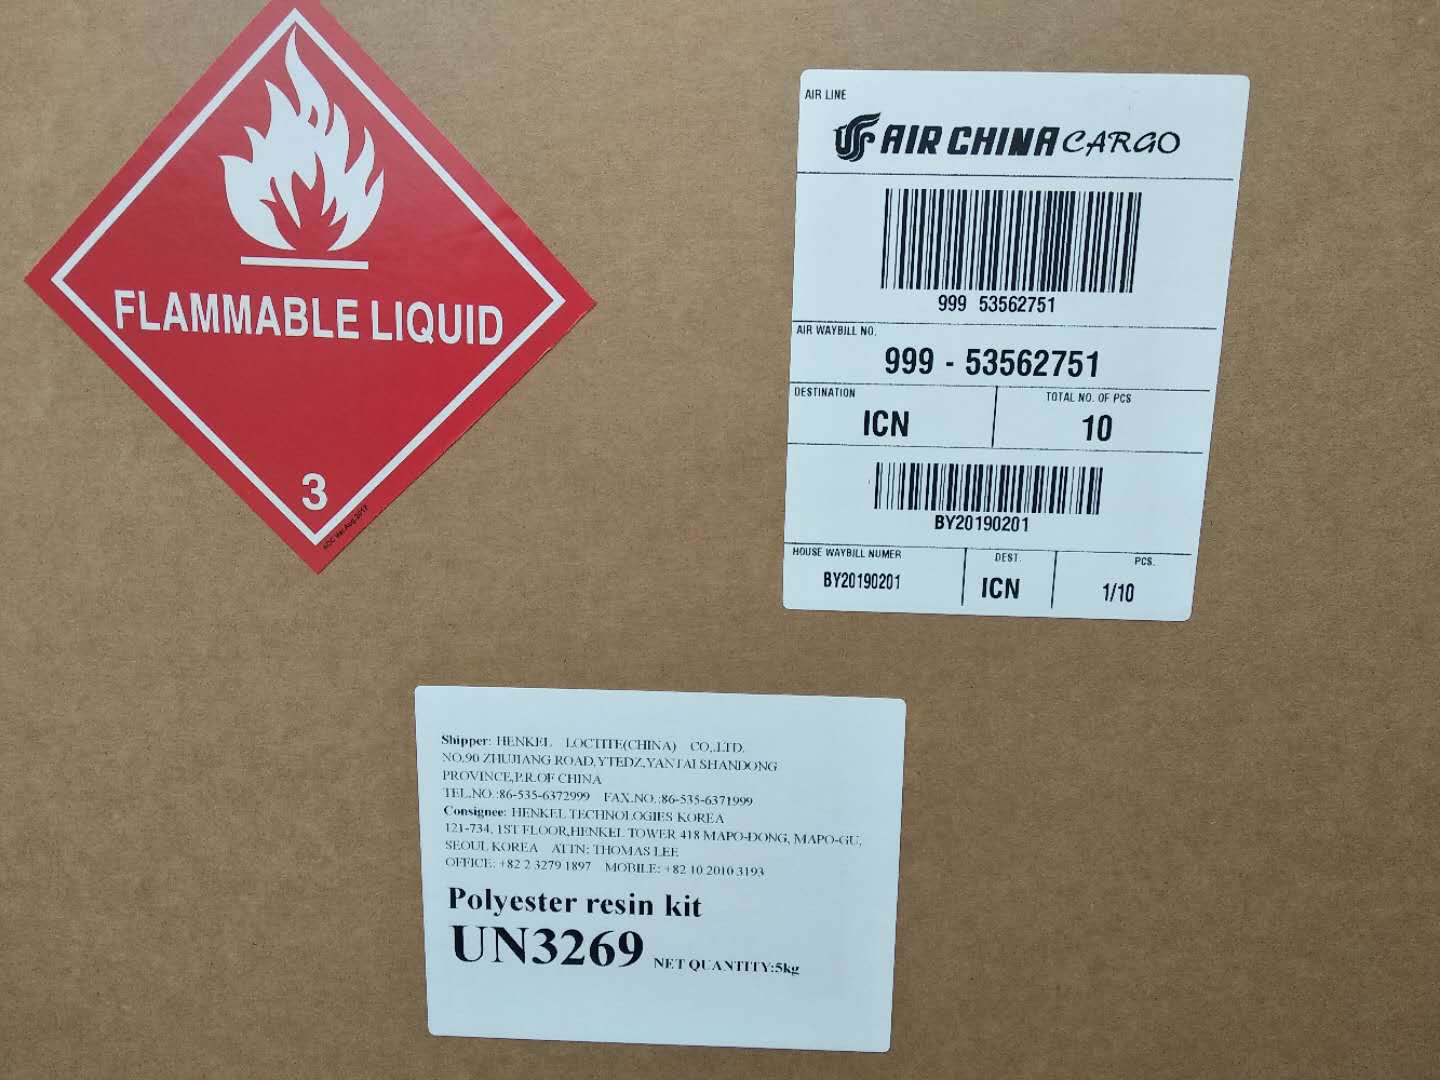 FLAMMABLE LIQUID
3
AIR LINE
AIR CHINA CARGO
999 53562751
AIR WAYBILL NO.
999 - 53562751
DESTINATION
ICN
TOTAL NO. OF PCS
10
BY20190201
HOUSE WAYBILL NUMER
BY20190201
DEST.
ICN
PCS.
1/10
Shipper: HENKEL LOCTITE(CHINA) CO,.LTD.
NO.90 ZHUJIANG ROAD,YTEDZ,YANTAI SHANDONG
PROVINCE,P.R.OF CHINA
TEL.NO.:86-535-6372999 FAX.NO.:86-535-6371999
Consignee: HENKEL TECHNOLOGIES KOREA
121-734, 1ST FLOOR,HENKEL TOWER 418 MAPO-DONG, MAPO-GU,
SEOUL KOREA ATTN: THOMAS LEE
OFFICE: +82 2 3279 1897 MOBILE: +82 10 2010 3193
Polyester resin kit
UN3269 NET QUANTITY:5kg